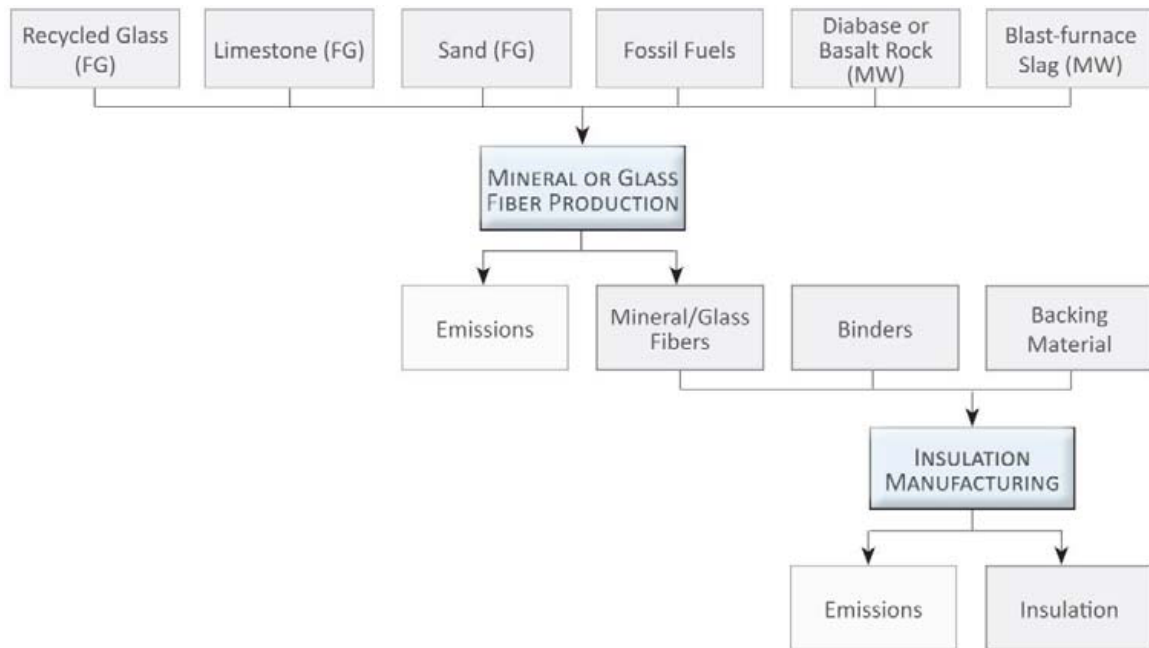 Recycled Glass
(FG)
Limestone (FG)
Sand (FG)
Fossil Fuels
Diabase or
Basalt Rock
(MW)
Blast-furnace
Slag (MW)
MINERAL OR GLASS
FIBER PRODUCTION
Emissions
Mineral/Glass
Fibers
Binders
Backing
Material
INSULATION
MANUFACTURING
Emissions
Insulation